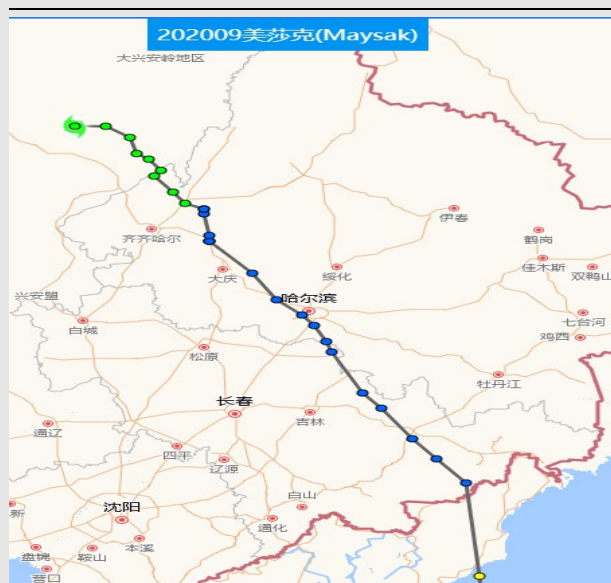 202009美莎克(Maysak)
大兴安岭地区
伊春
齐齐哈尔
鹤岗
佳木斯
双鸭山
大庆
绥化
兴安盟
哈尔滨
七台河
白城
鸡西
松原
牡丹江
长春
吉林
通辽
四平
辽源
白山
新
沈阳
通化
本溪
盘锦
鞍山
营口